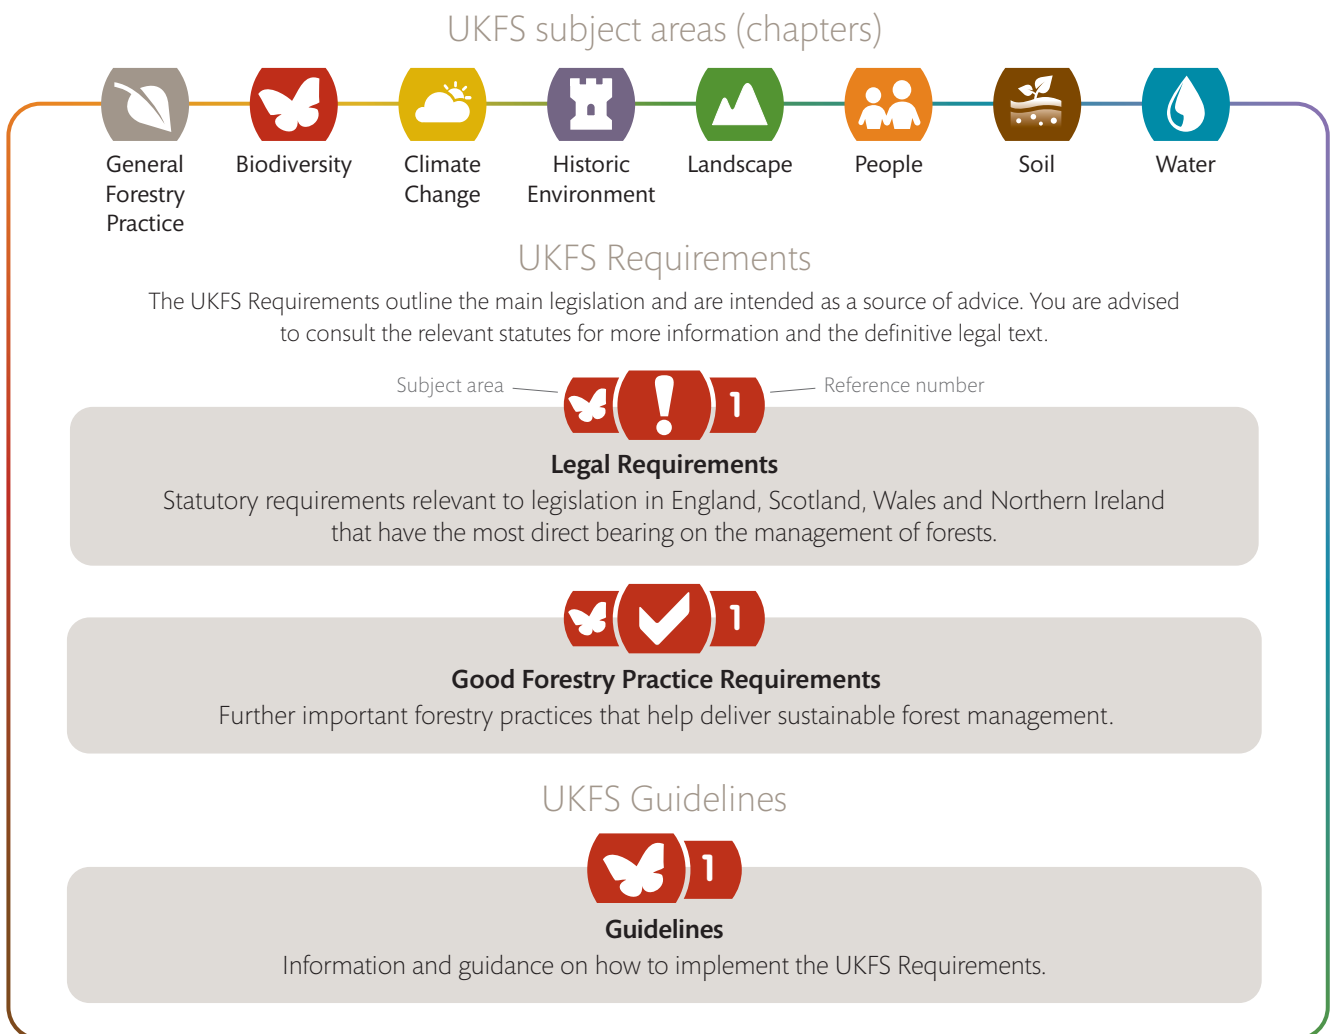 UKFS subject areas (chapters)
General
Forestry
Practice
Biodiversity
Climate
Change
Historic
Environment
Landscape
People
Soil
Water
UKFS Requirements
The UKFS Requirements outline the main legislation and are intended as a source of advice. You are advised
to consult the relevant statutes for more information and the definitive legal text.
Subject area
! 1
Reference number
Legal Requirements
Statutory requirements relevant to legislation in England, Scotland, Wales and Northern Ireland
that have the most direct bearing on the management of forests.
1
Good Forestry Practice Requirements
Further important forestry practices that help deliver sustainable forest management.
UKFS Guidelines
1
Guidelines
Information and guidance on how to implement the UKFS Requirements.